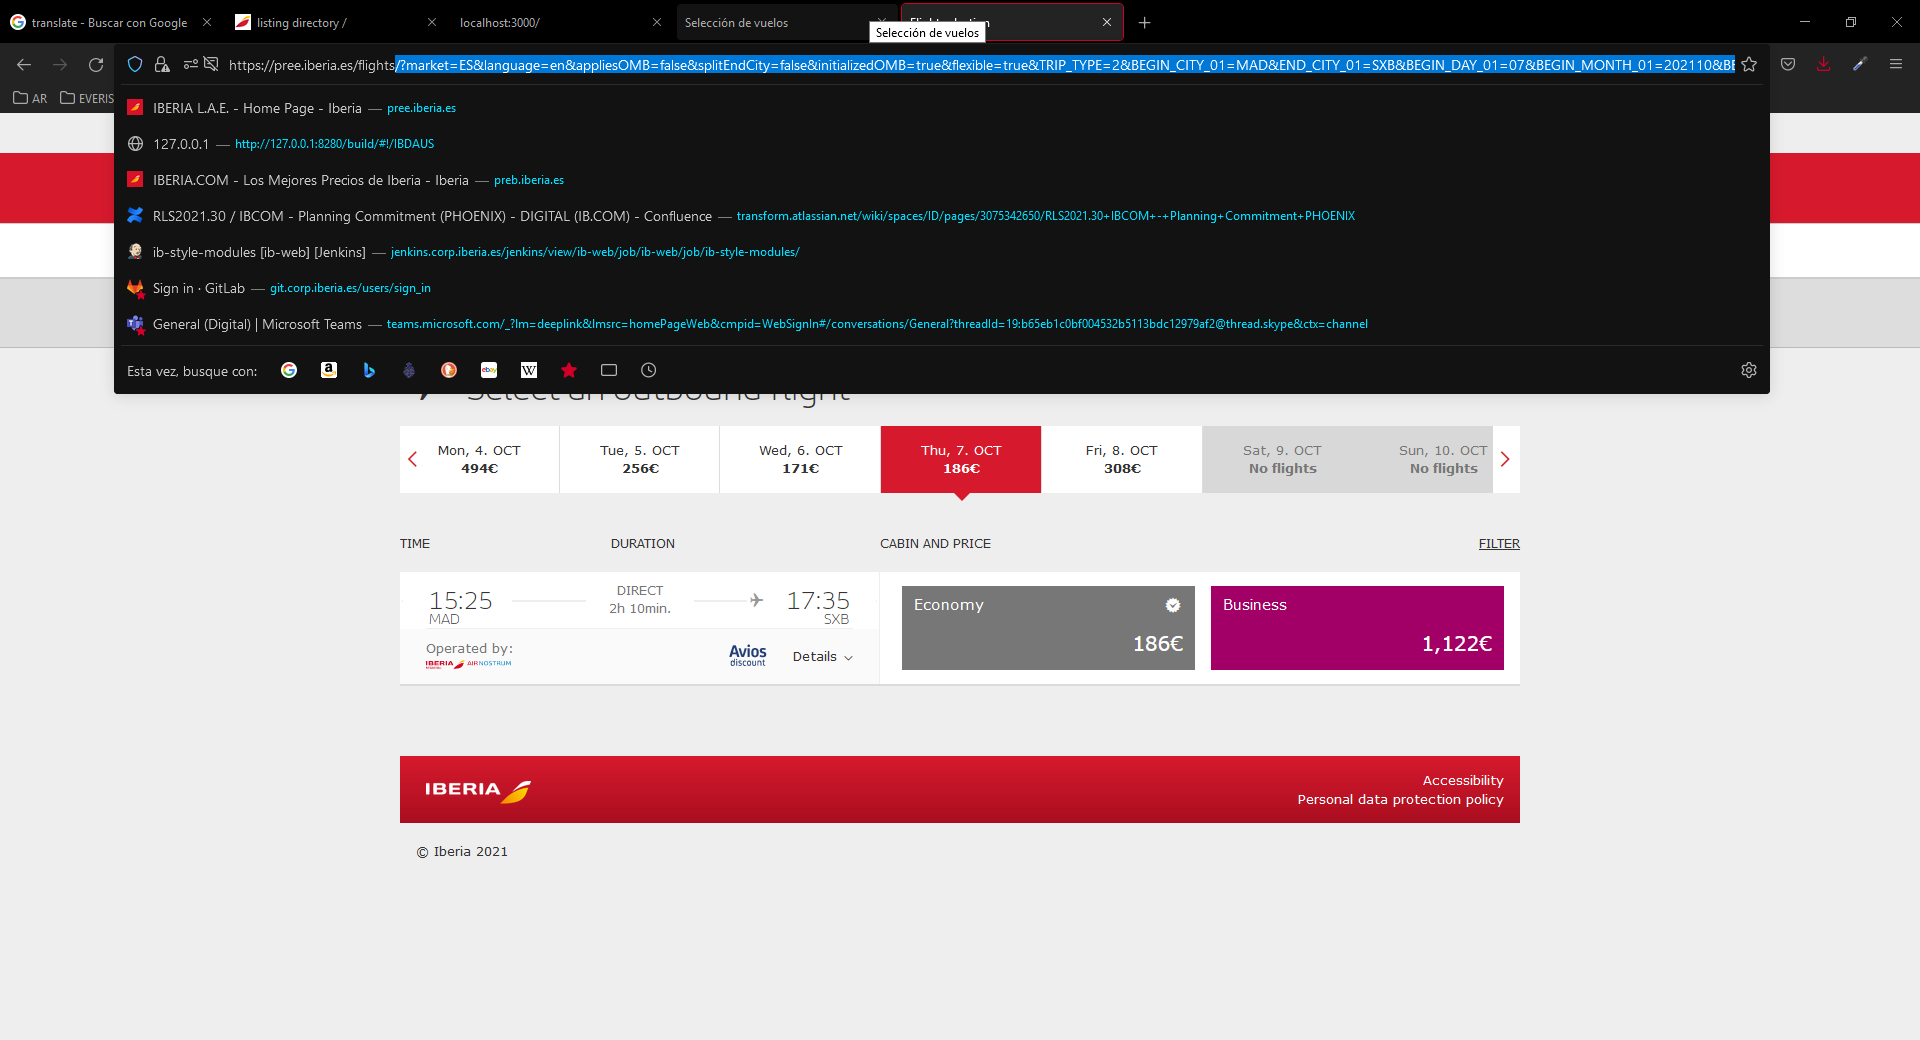 translate - Buscar con Google
listing directory /
localhost:3000/
Selección de vuelos
Selección de vuelos
https://pree.iberia.es/flights/?market=ES&language=en&appliesOMB=false&splitEndCity=false&initializedOMB=true&flexible=true&TRIP_TYPE=2&BEGIN_CITY_01=MAD&END_CITY_01=SXB&BEGIN_DAY_01=07&BEGIN_MONTH_01=202110&BE
AR
EVERIS
IBERIA L.A.E. - Home Page - Iberia — pree.iberia.es
127.0.0.1 — http://127.0.0.1:8280/build/#!/IBDAUS
IBERIA.COM - Los Mejores Precios de Iberia - Iberia — preb.iberia.es
RLS2021.30 / IBCOM - Planning Commitment (PHOENIX) - DIGITAL (IB.COM) - Confluence — transform.atlassian.net/wiki/spaces/ID/pages/3075342650/RLS2021.30+IBCOM+-+Planning+Commitment+PHOENIX
ib-style-modules [ib-web] [Jenkins] — jenkins.corp.iberia.es/jenkins/view/ib-web/job/ib-web/job/ib-style-modules/
Sign in · GitLab — git.corp.iberia.es/users/sign_in
General (Digital) | Microsoft Teams — teams.microsoft.com/_?lm=deeplink&lmsrc=homePageWeb&cmpid=WebSignIn#/conversations/General?threadId=19:b65eb1c0bf004532b5113bdc12979af2@thread.skype&ctx=channel
Esta vez, busque con:
Select an outbound flight
Mon, 4. OCT
494€
Tue, 5. OCT
256€
Wed, 6. OCT
171€
Thu, 7. OCT
186€
Fri, 8. OCT
308€
Sat, 9. OCT
No flights
Sun, 10. OCT
No flights
TIME
DURATION
CABIN AND PRICE
FILTER
15:25
MAD
DIRECT
2h 10min.
17:35
SXB
Operated by:
IBERIA AIR NOSTRUM
Avios
discount
Details
Economy
186€
Business
1,122€
IBERIA
Accessibility
Personal data protection policy
© Iberia 2021